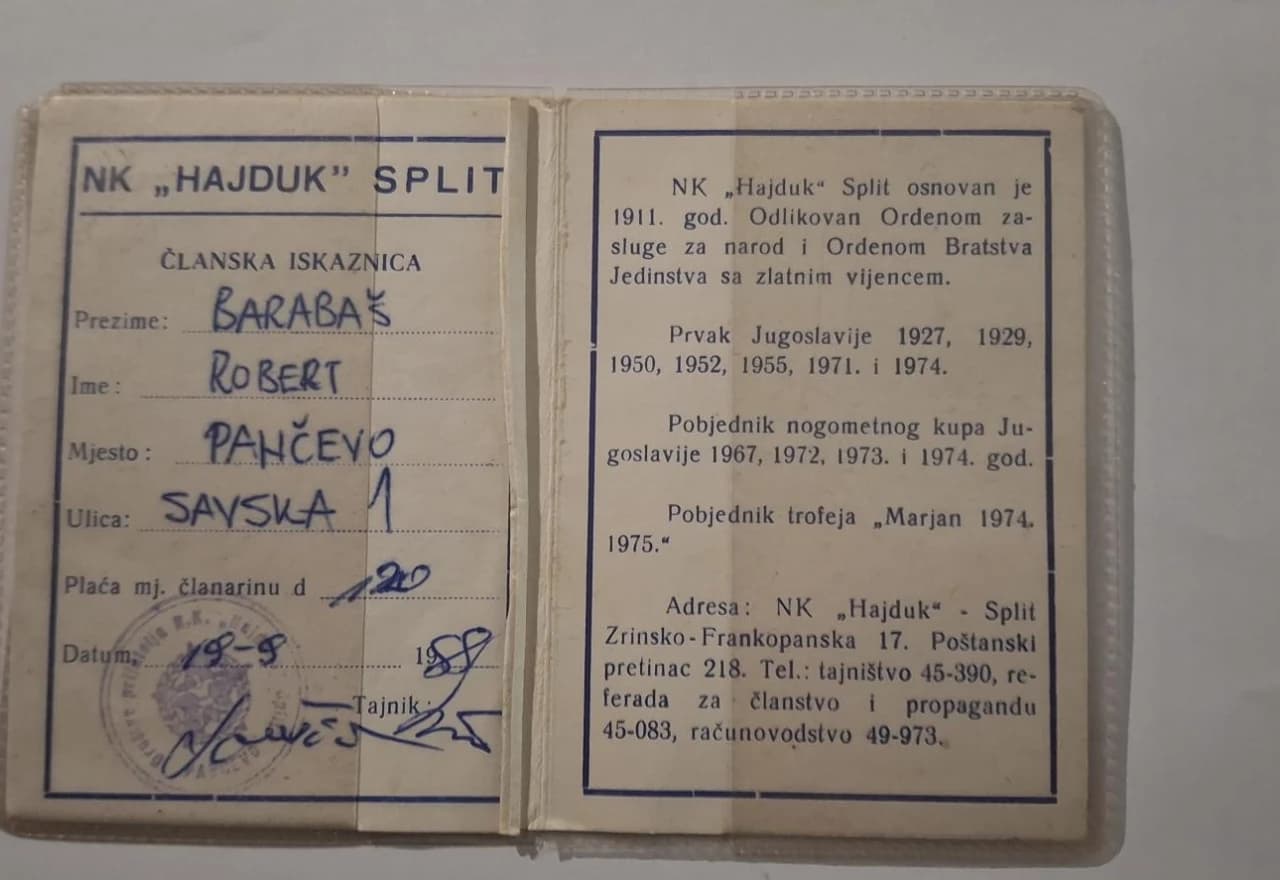 NK „HAJDUK” SPLIT
ČLANSKA ISKAZNICA
Prezime: BARABAŠ
Ime: ROBERT
Mjesto: PANČEVO
Ulica: SAVSKA 1
Plaća mj. članarinu d 120
Datum 19-9 1988
Tajnik:
NK „Hajduk“ Split osnovan je
1911. god. Odlikovan Ordenom za-
sluge za narod i Ordenom Bratstva
Jedinstva sa zlatnim vijencem.
Prvak Jugoslavije 1927, 1929,
1950, 1952, 1955, 1971. i 1974.
Pobjednik nogometnog kupa Ju-
goslavije 1967, 1972, 1973. i 1974. god.
Pobjednik trofeja „Marjan 1974.
1975.“
Adresa: NK „Hajduk“ - Split
Zrinsko-Frankopanska 17. Poštanski
pretinac 218. Tel.: tajništvo 45-390, re-
ferada za članstvo i propagandu
45-083, računovodstvo 49-973.